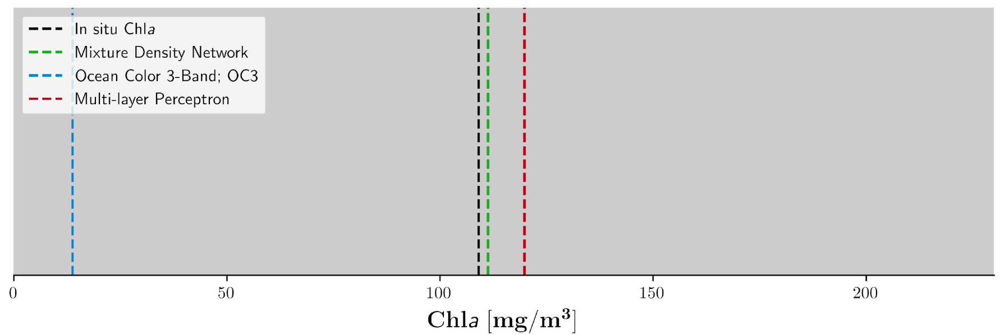 In situ Chla
Mixture Density Network
Ocean Color 3-Band; OC3
Multi-layer Perceptron
0 50 100 150 200
Chla [mg/m³]